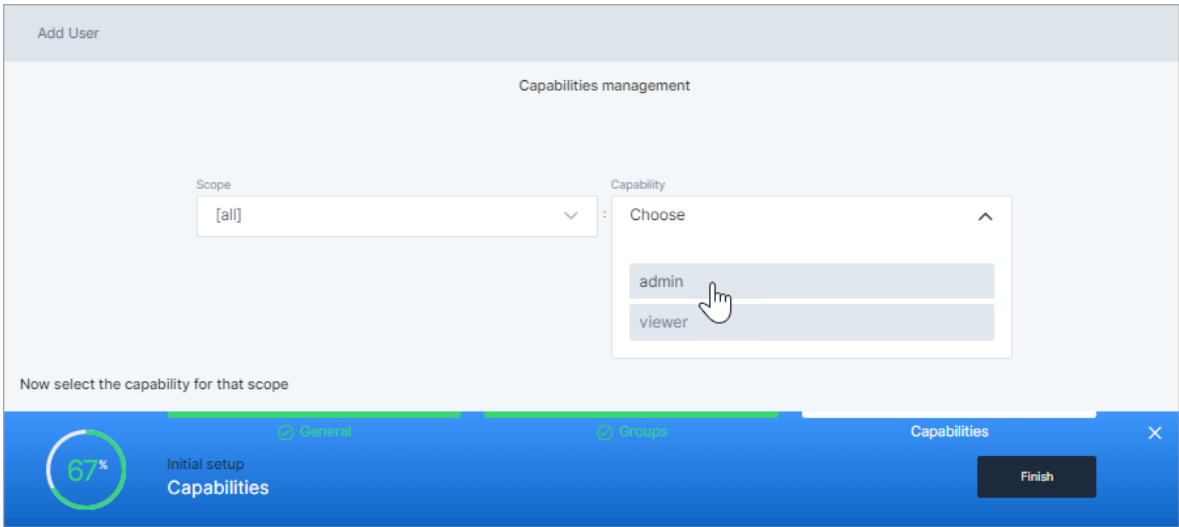 Add User
Capabilities management
Scope
Capability
[all]
:
Choose
admin
viewer
Now select the capability for that scope
General
Groups
Capabilities
67%
Initial setup
Capabilities
Finish